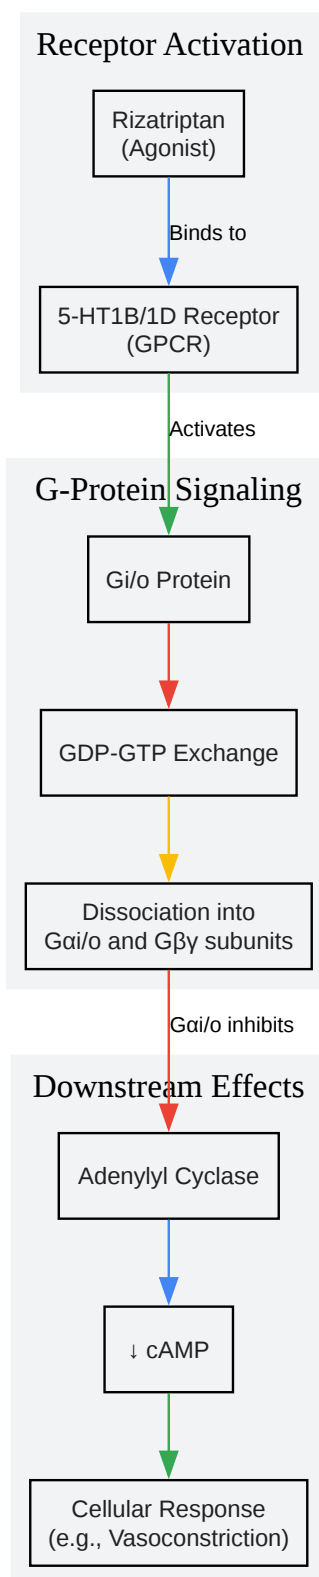 Receptor Activation
Rizatriptan
(Agonist)
Binds to
5-HT1B/1D Receptor
(GPCR)
Activates
G-Protein Signaling
Gi/o Protein
GDP-GTP Exchange
Dissociation into
Gαi/o and Gβγ subunits
Gαi/o inhibits
Downstream Effects
Adenylyl Cyclase
↓ cAMP
Cellular Response
(e.g., Vasoconstriction)